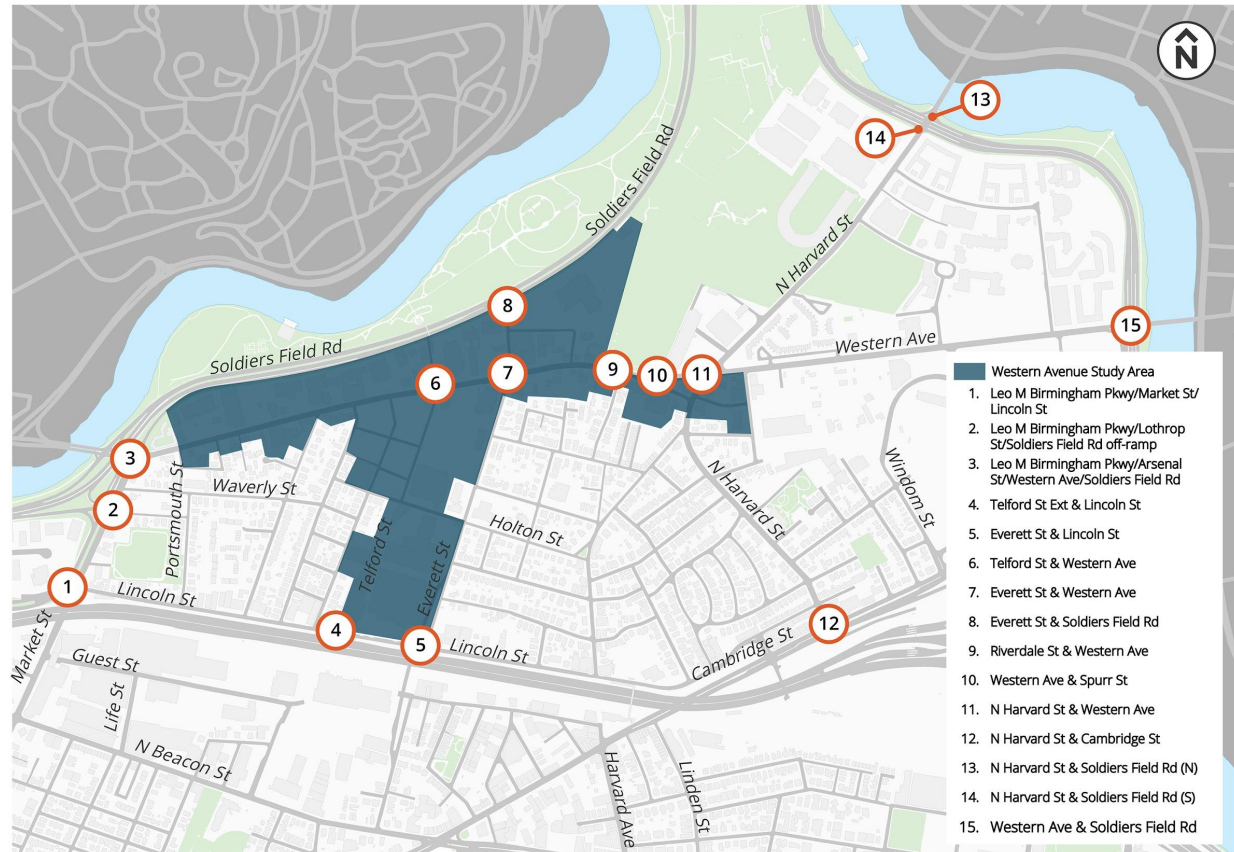 N
13
14
Soldiers Field Rd
N Harvard St
8
15
Soldiers Field Rd
Western Ave
6
7
9
10
11
3
Waverly St
N Harvard St
Windom St
2
Portsmouth St
Holton St
Telford St
Everett St
1
Lincoln St
4
5
Lincoln St
12
Cambridge St
Market St
Guest St
Life St
N Beacon St
Harvard Ave
Linden St
Western Avenue Study Area
1. Leo M Birmingham Pkwy/Market St/
Lincoln St
2. Leo M Birmingham Pkwy/Lothrop
St/Soldiers Field Rd off-ramp
3. Leo M Birmingham Pkwy/Arsenal
St/Western Ave/Soldiers Field Rd
4. Telford St Ext & Lincoln St
5. Everett St & Lincoln St
6. Telford St & Western Ave
7. Everett St & Western Ave
8. Everett St & Soldiers Field Rd
9. Riverdale St & Western Ave
10. Western Ave & Spurr St
11. N Harvard St & Western Ave
12. N Harvard St & Cambridge St
13. N Harvard St & Soldiers Field Rd (N)
14. N Harvard St & Soldiers Field Rd (S)
15. Western Ave & Soldiers Field Rd